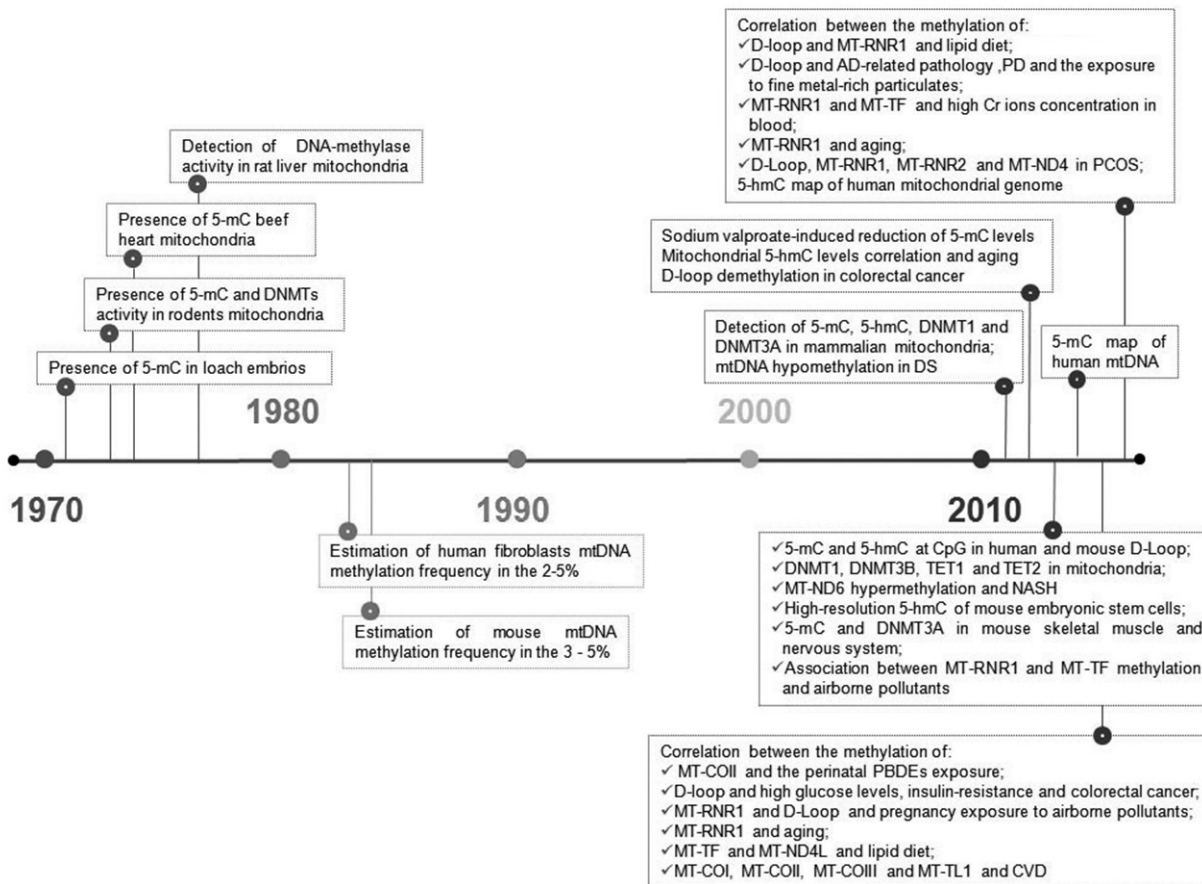 Correlation between the methylation of:
✓D-loop and MT-RNR1 and lipid diet;
✓D-loop and AD-related pathology ,PD and the exposure
to fine metal-rich particulates;
✓MT-RNR1 and MT-TF and high Cr ions concentration in
blood;
✓MT-RNR1 and aging;
✓D-Loop, MT-RNR1, MT-RNR2 and MT-ND4 in PCOS;
5-hmC map of human mitochondrial genome
Detection of DNA-methylase
activity in rat liver mitochondria
Presence of 5-mC beef
heart mitochondria
Presence of 5-mC and DNMTs
activity in rodents mitochondria
Presence of 5-mC in loach embrios
Sodium valproate-induced reduction of 5-mC levels
Mitochondrial 5-hmC levels correlation and aging
D-loop demethylation in colorectal cancer
Detection of 5-mC, 5-hmC, DNMT1 and
DNMT3A in mammalian mitochondria;
mtDNA hypomethylation in DS
5-mC map of
human mtDNA
1980
2000
1970
1990
2010
Estimation of human fibroblasts mtDNA
methylation frequency in the 2-5%
Estimation of mouse mtDNA
methylation frequency in the 3 - 5%
✓5-mC and 5-hmC at CpG in human and mouse D-Loop;
✓DNMT1, DNMT3B, TET1 and TET2 in mitochondria;
✓MT-ND6 hypermethylation and NASH
✓High-resolution 5-hmC of mouse embryonic stem cells;
✓5-mC and DNMT3A in mouse skeletal muscle and
nervous system;
✓Association between MT-RNR1 and MT-TF methylation
and airborne pollutants
Correlation between the methylation of:
✓ MT-COII and the perinatal PBDEs exposure;
✓D-loop and high glucose levels, insulin-resistance and colorectal cancer;
✓MT-RNR1 and D-Loop and pregnancy exposure to airborne pollutants;
✓MT-RNR1 and aging;
✓MT-TF and MT-ND4L and lipid diet;
✓MT-COI, MT-COII, MT-COIII and MT-TL1 and CVD